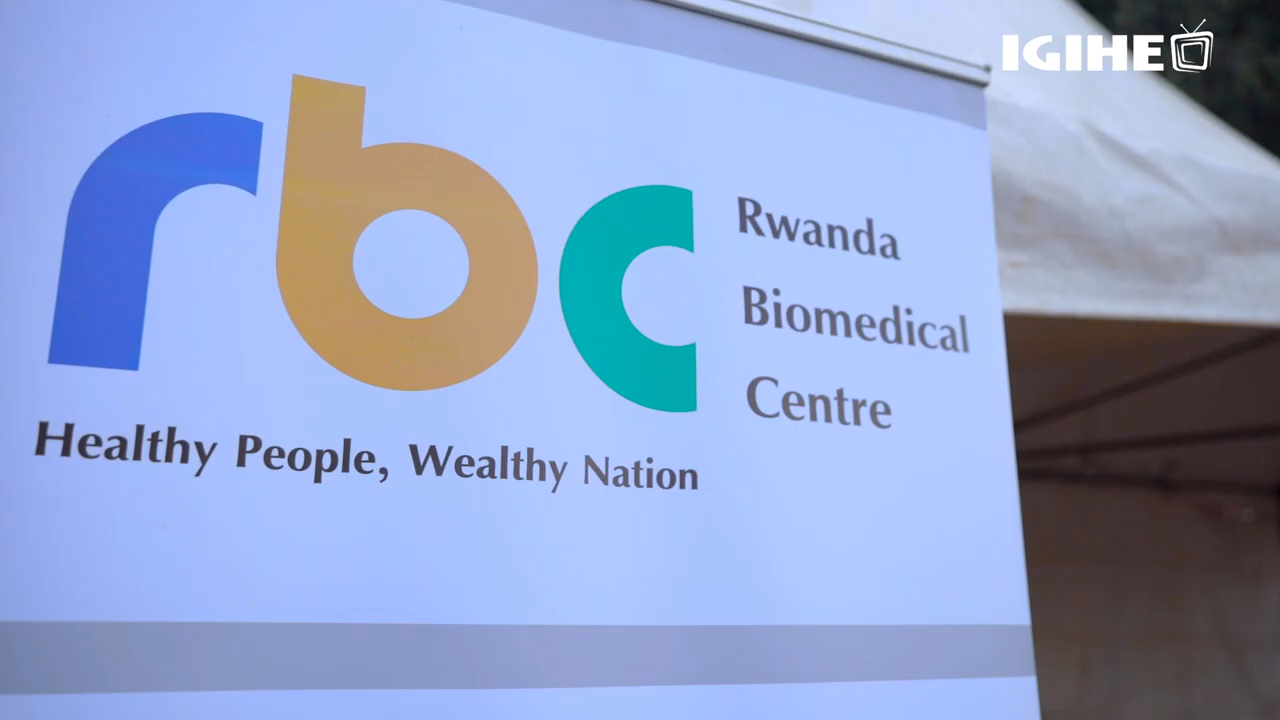 IGIHE
rbc
Rwanda
Biomedical
Centre
Healthy People, Wealthy Nation